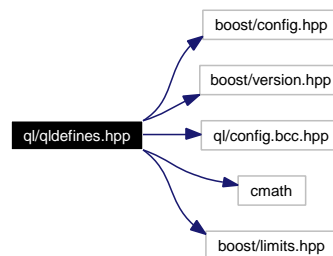 boost/config.hpp
boost/version.hpp
ql/qldefines.hpp
ql/config.bcc.hpp
cmath
boost/limits.hpp